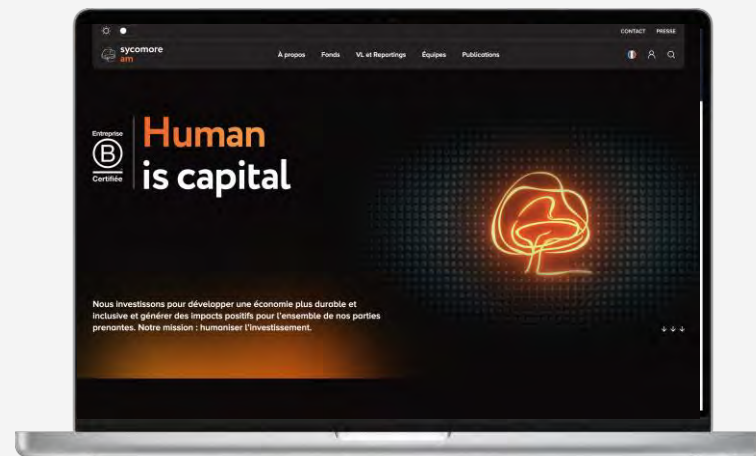 CONTACT PRESSE
sycomore
am
À propos Fonds VL et Reportings Équipes Publications
Entreprise
B
Certifiée
Human
is capital
Nous investissons pour développer une économie plus durable et
inclusive et générer des impacts positifs pour l'ensemble de nos parties
prenantes. Notre mission : humaniser l'investissement.